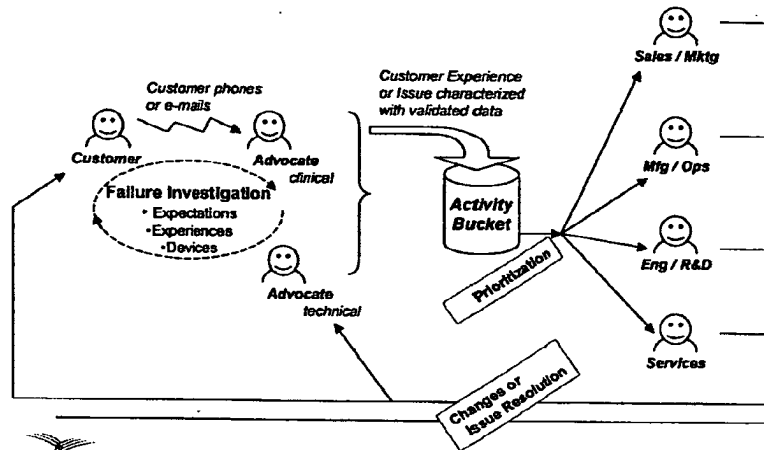 Sales / Mktg
Customer phones
or e-mails
Customer Experience
or Issue characterized
with validated data
Customer
Advocate
clinical
Mfg / Ops
Failure Investigation
• Expectations
•Experiences
•Devices
Activity
Bucket
Prioritization
Eng / R&D
Advocate
technical
Services
Changes or
Issue Resolution